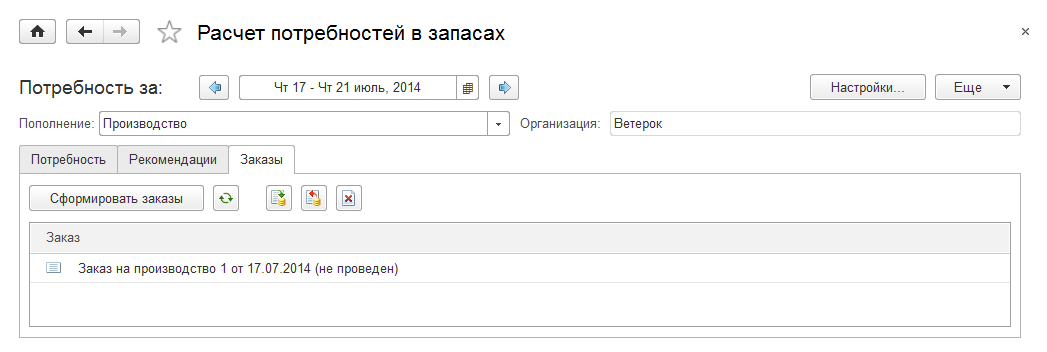 Расчет потребностей в запасах
Потребность за: Чт 17 - Чт 21 июль, 2014 Настройки... Еще
Пополнение: Производство Организация: Ветерок
Потребность Рекомендации Заказы
Сформировать заказы
Заказ
Заказ на производство 1 от 17.07.2014 (не проведен)